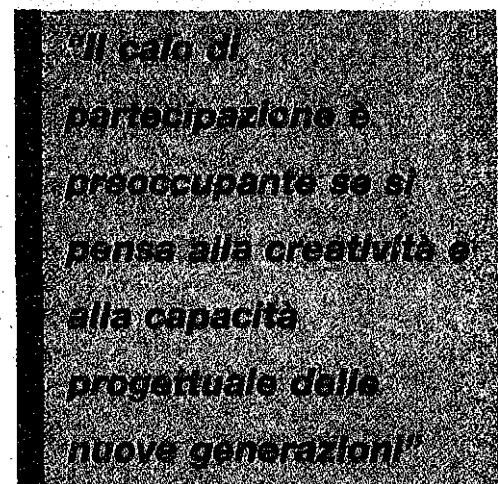 "Il calo di
partecipazione è
preoccupante se si
pensa alla creatività e
alla capacità
progettuale delle
nuove generazioni"